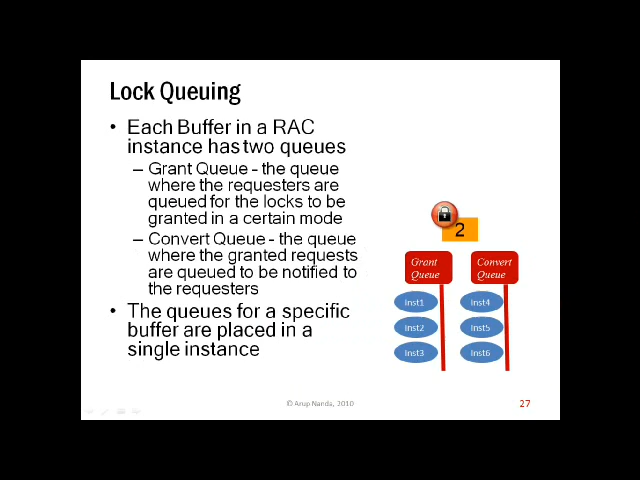 Lock Queuing
• Each Buffer in a RAC
instance has two queues
– Grant Queue - the queue
where the requesters are
queued for the locks to be
granted in a certain mode
– Convert Queue - the queue
where the granted requests
are queued to be notified to
the requesters
• The queues for a specific
buffer are placed in a
single instance
2
Grant
Queue
Convert
Queue
Inst1
Inst4
Inst2
Inst5
Inst3
Inst6
© Arup Nanda, 2010
27